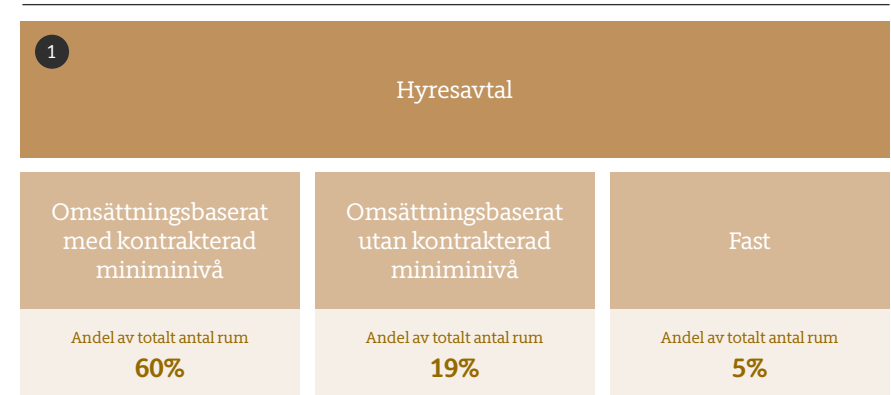 1
Hyresavtal
Omsättningsbaserat
med kontrakterad
miniminivå
Omsättningsbaserat
utan kontrakterad
miniminivå
Fast
Andel av totalt antal rum
60%
Andel av totalt antal rum
19%
Andel av totalt antal rum
5%